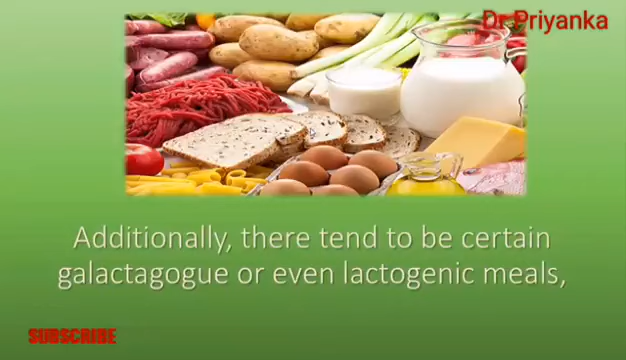 Dr Priyanka
Additionally, there tend to be certain
galactagogue or even lactogenic meals,
SUBSCRIBE